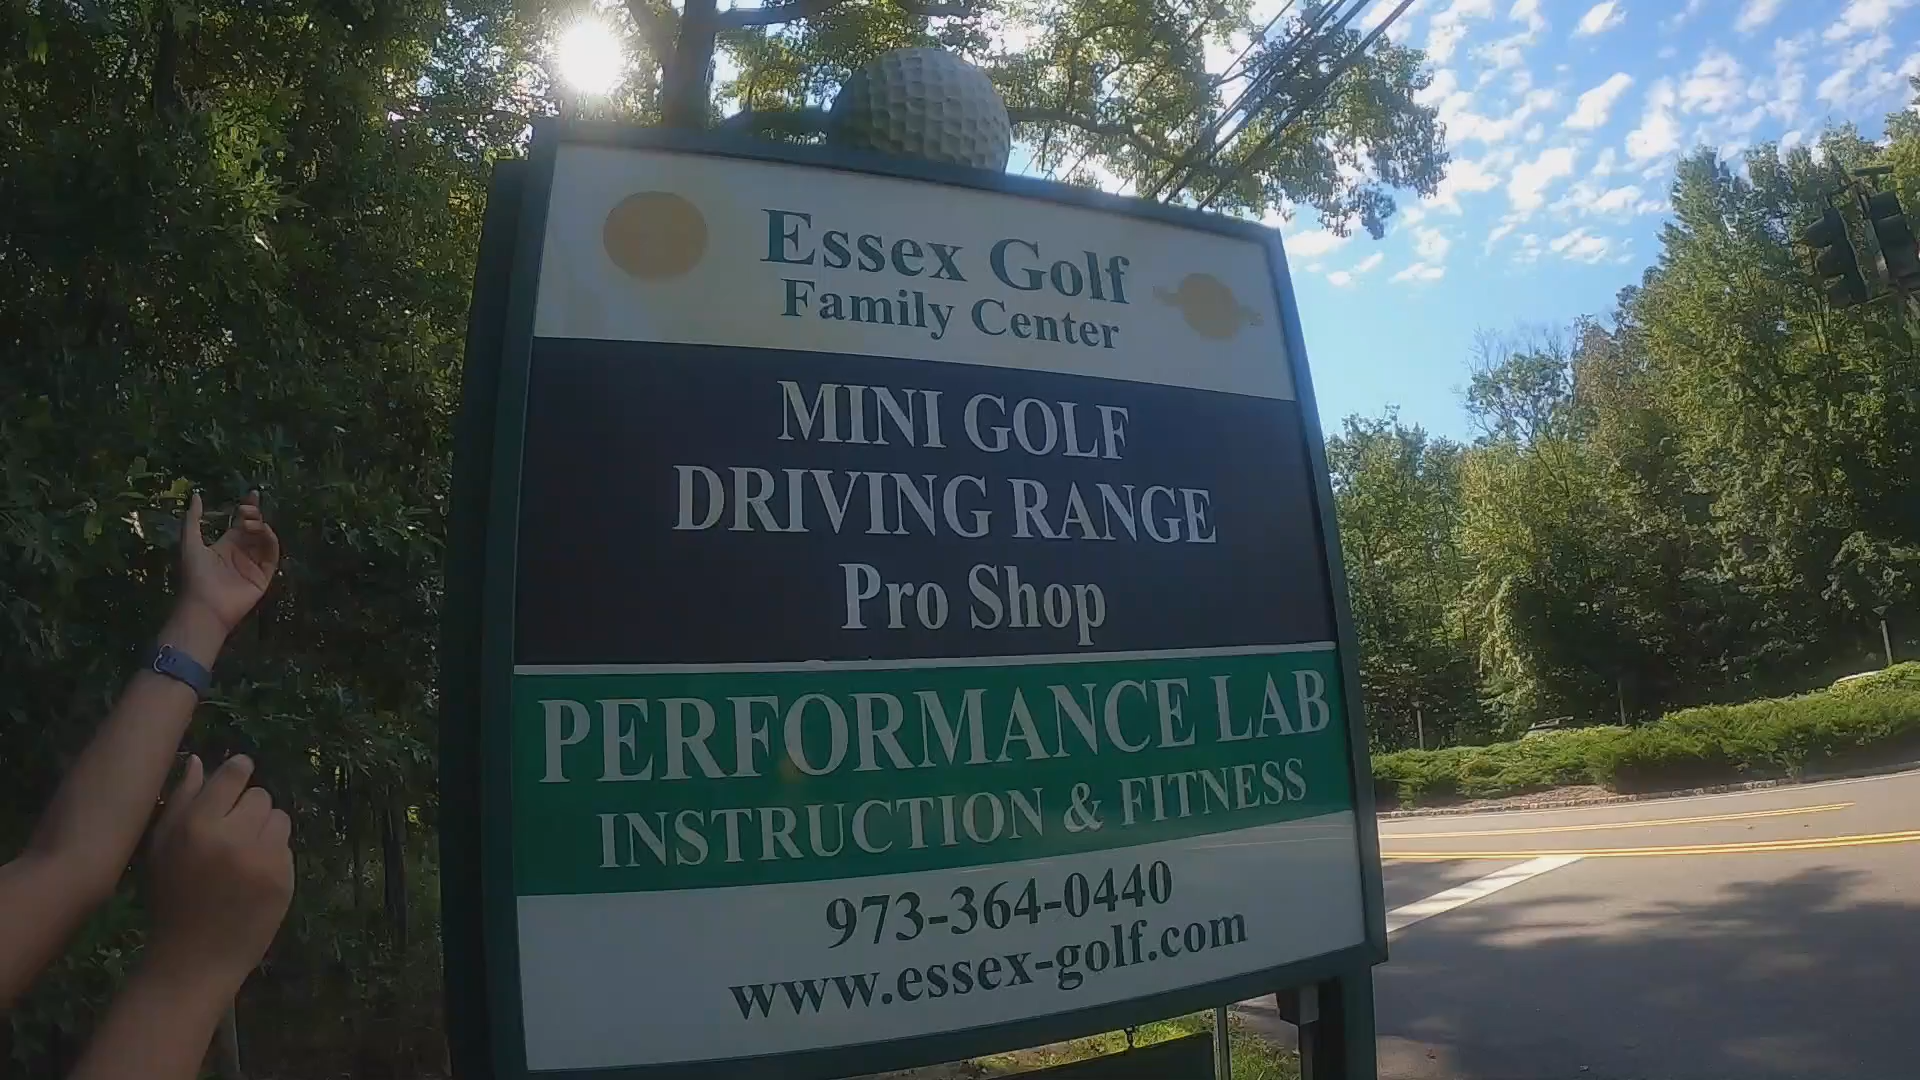 Essex Golf
Family Center
MINI GOLF
DRIVING RANGE
Pro Shop
PERFORMANCE LAB
INSTRUCTION & FITNESS
973-364-0440
www.essex-golf.com